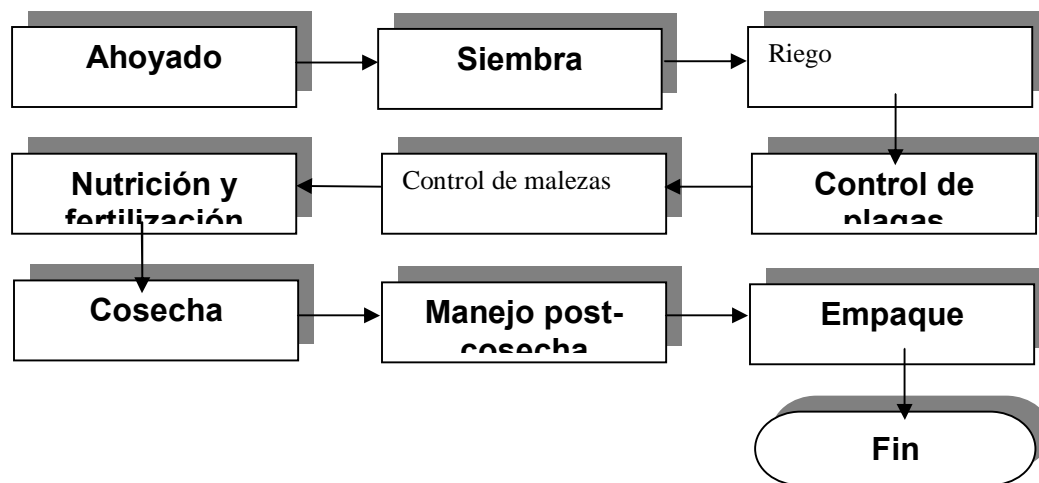 Ahoyado
Siembra
Riego
Control de
plagas
Control de malezas
Nutrición y
fertilización
Cosecha
Manejo post-
cosecha
Empaque
Fin